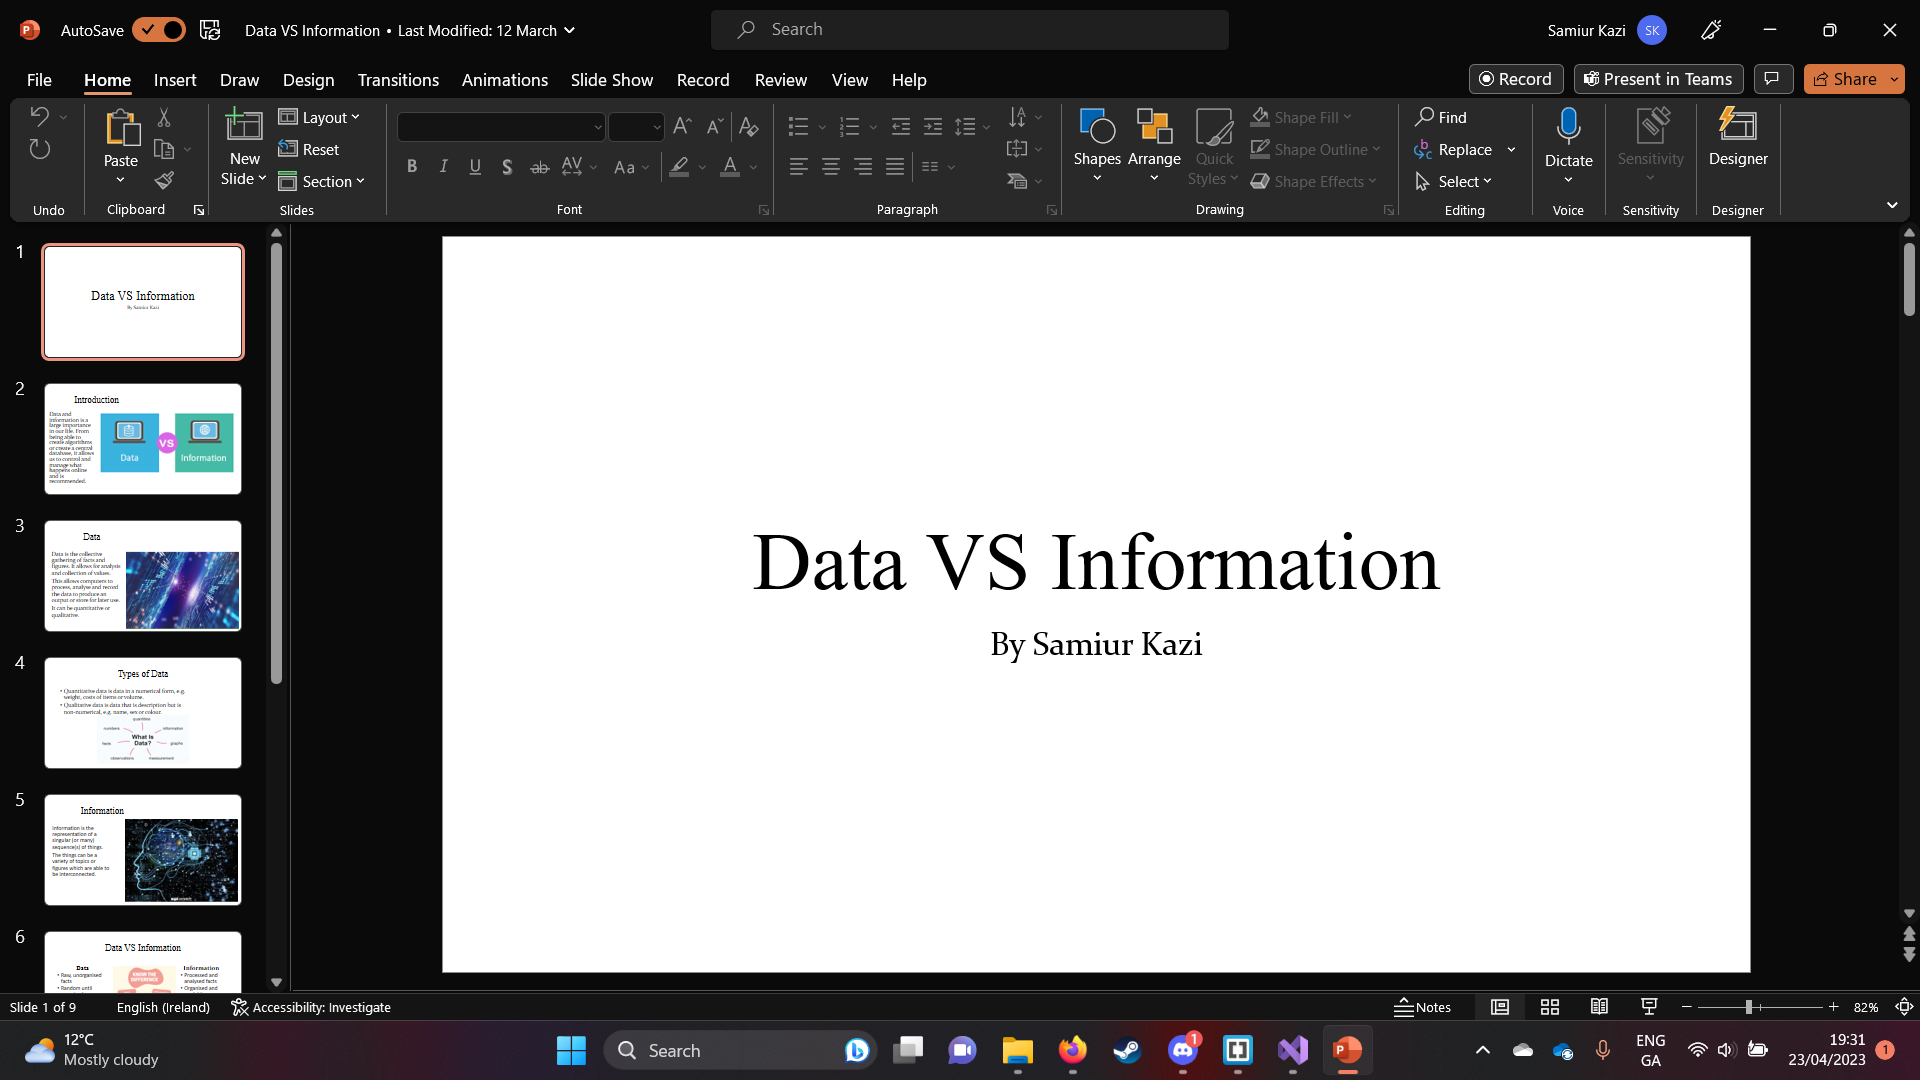 AutoSave
Data VS Information • Last Modified: 12 March
Search
Samiur Kazi
SK
File
Home
Insert
Draw
Design
Transitions
Animations
Slide Show
Record
Review
View
Help
Record
Present in Teams
Share
Undo
Paste
Clipboard
New
Slide
Layout
Reset
Section
Slides
Font
Paragraph
Shapes
Arrange
Quick
Styles
Shape Fill
Shape Outline
Shape Effects
Drawing
Find
Replace
Select
Editing
Dictate
Voice
Sensitivity
Sensitivity
Designer
Designer
1
Data VS Information
By Samiur Kazi
2
Introduction
Data and
information is a
large importance
in our life. From
being able to
create algorithms
or create a central
database, it allows
us to control and
manage what
happens online
and is
recommended.
Data
VS
Information
3
Data
Data is the collective
gathering of facts and
figures. It allows for analysis
and collection of values.
This allows computers to
process, analyse and record
the data to produce an
output or store for later use.
It can be quantitative or
qualitative.
4
Types of Data
• Quantitative data is data in a numerical form, e.g.
weight, costs of items or volume.
• Qualitative data is data that is description but is
non-numerical, e.g. name, sex or colour.
quantities
numbers
information
What is
Data?
facts
graphs
observations
measurement
5
Information
Information is the
representation of a
singular (or many)
sequence(s) of things.
The things can be a
variety of topics or
figures which are able to
be interconnected.
6
Data VS Information
Data
• Raw, unorganised
facts
• Random until
KNOW THE
DIFFERENCE
Information
• Processed and
analysed facts
• Organised and
Data VS Information
By Samiur Kazi
Slide 1 of 9
English (Ireland)
Accessibility: Investigate
Notes
82%
12°C
Mostly cloudy
Search
1
ENG
GA
19:31
23/04/2023
1